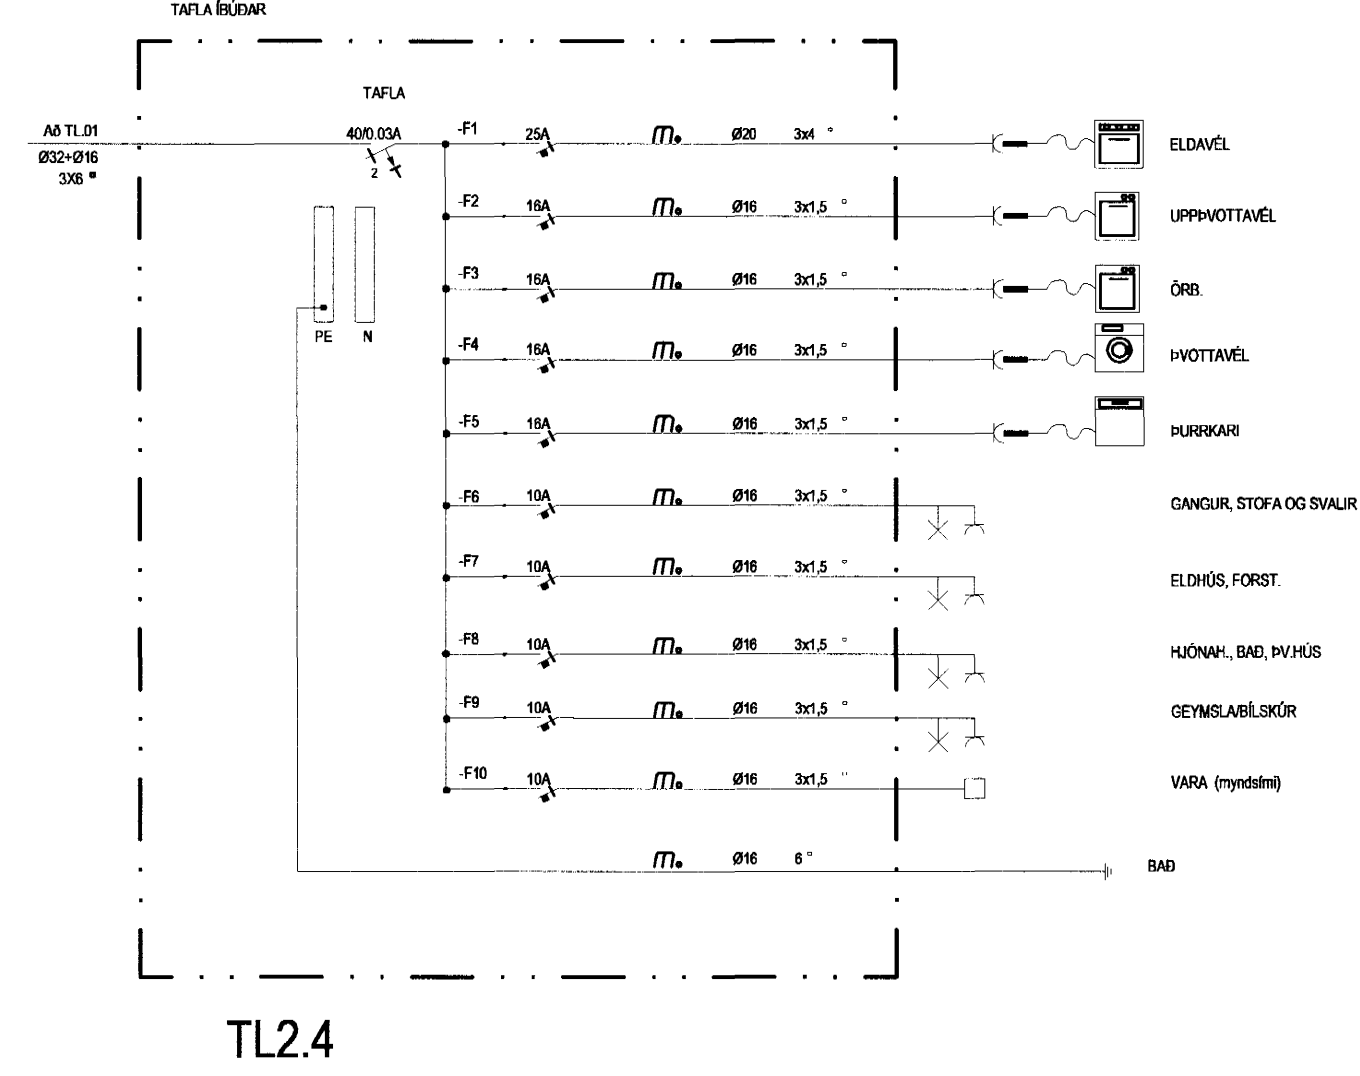 TAFLA ÍBÚÐAR
TAFLA
Að TL.01
Ø32+Ø16
3X6 ▫
40/0.03A
2
PE
N
-F1 25A m. Ø20 3x4 ▫ ELDAVÉL
-F2 16A m. Ø16 3x1,5 ▫ UPPÞVOTTAVÉL
-F3 16A m. Ø16 3x1,5 ▫ ÖRB.
-F4 16A m. Ø16 3x1,5 ▫ ÞVOTTAVÉL
-F5 16A m. Ø16 3x1,5 ▫ ÞURRKARI
-F6 10A m. Ø16 3x1,5 ▫ GANGUR, STOFA OG SVALIR
-F7 10A m. Ø16 3x1,5 ▫ ELDHÚS, FORST.
-F8 10A m. Ø16 3x1,5 ▫ HJÓNAH., BAÐ, ÞV.HÚS
-F9 10A m. Ø16 3x1,5 ▫ GEYMSLA/BÍLSKÚR
-F10 10A m. Ø16 3x1,5 ▫ VARA (myndsími)
m. Ø16 6 ▫ BAÐ
TL2.4